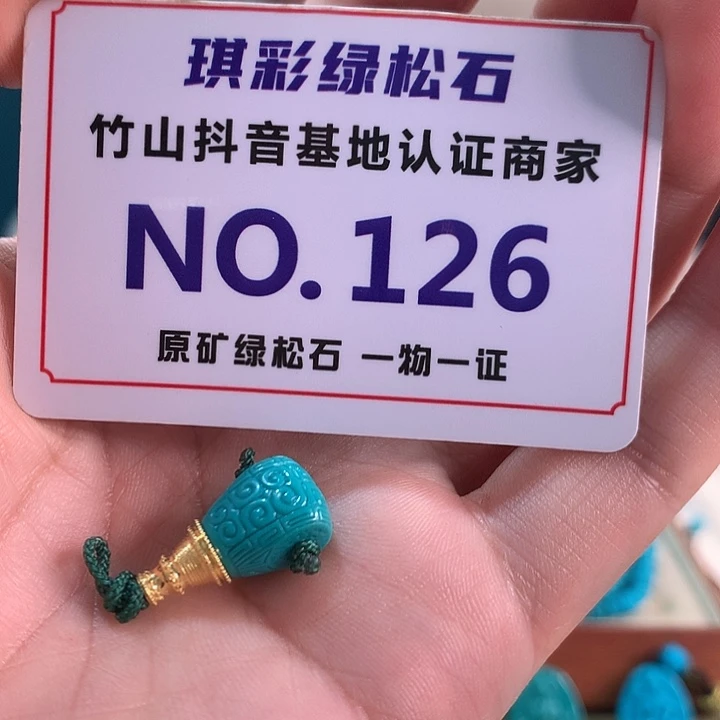 琪彩绿松石
竹山抖音基地认证商家
NO.126
原矿绿松石 一物一证